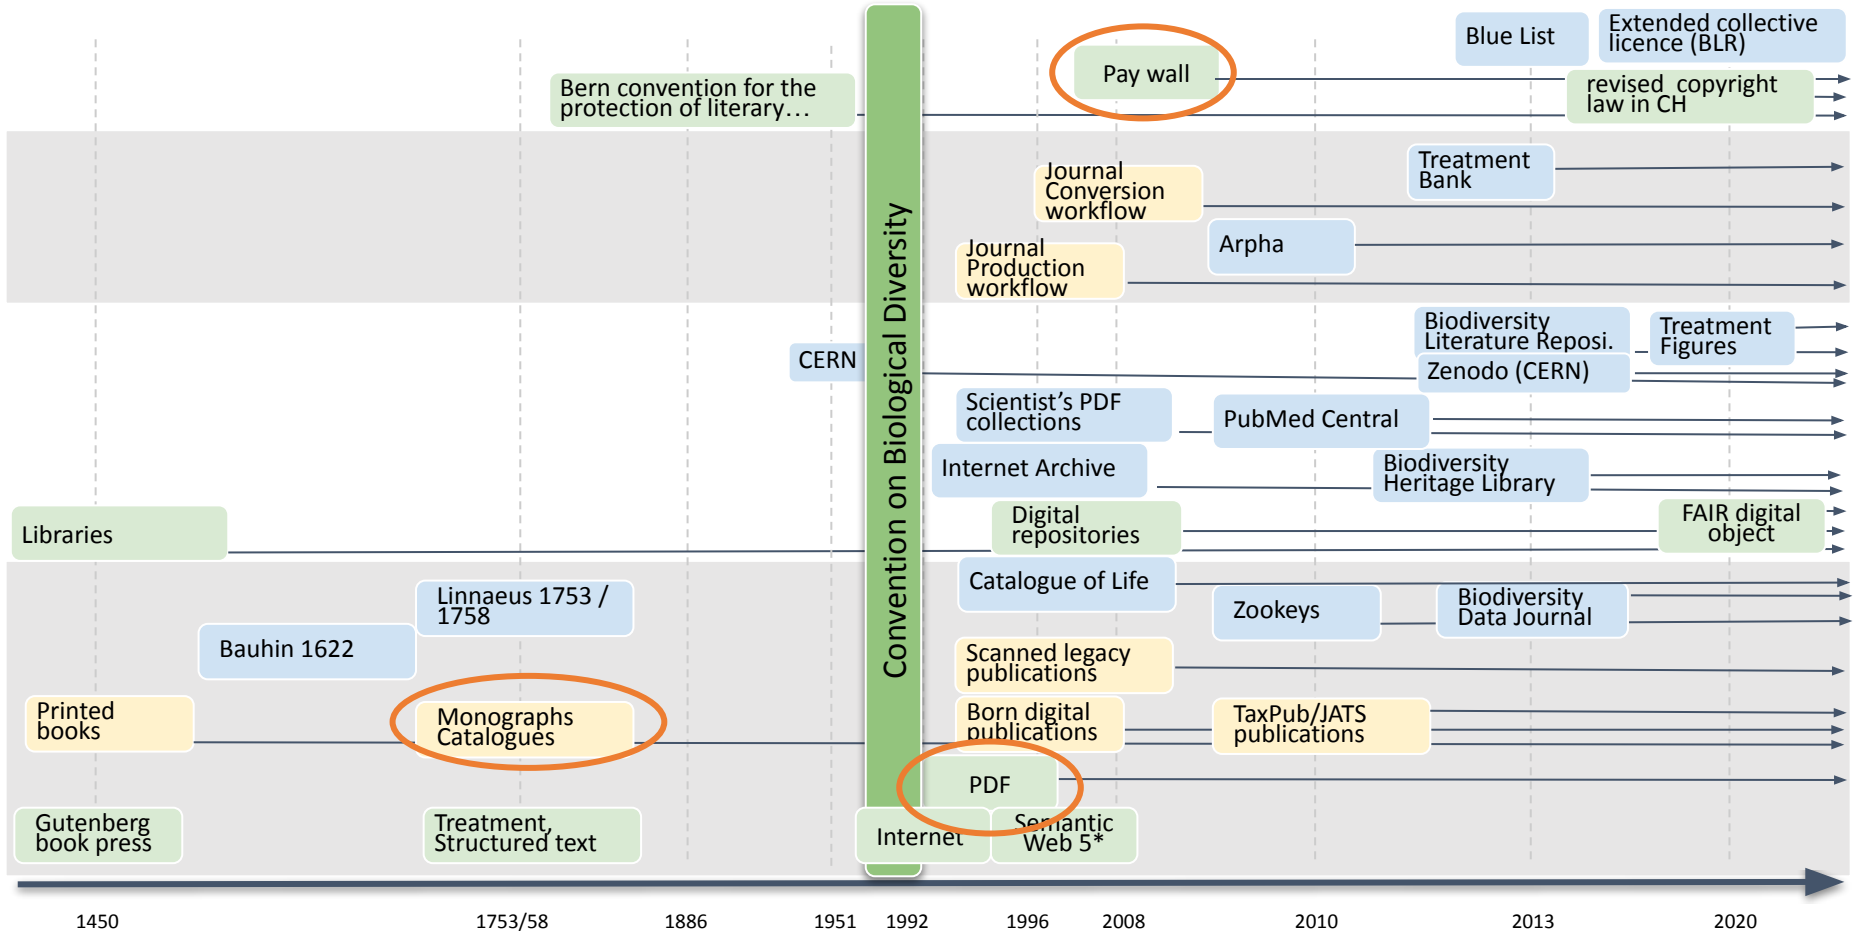 Blue List
Extended collective
licence (BLR)
Pay wall
Bern convention for the
protection of literary...
revised copyright
law in CH
Treatment
Bank
Journal
Conversion
workflow
Arpha
Journal
Production
workflow
Convention on Biological Diversity
Biodiversity
Literature Reposi.
Treatment
Figures
CERN
Zenodo (CERN)
Scientist’s PDF
collections
PubMed Central
Internet Archive
Biodiversity
Heritage Library
Libraries
Digital
repositories
FAIR digital
object
Catalogue of Life
Linnaeus 1753 /
1758
Zookeys
Biodiversity
Data Journal
Bauhin 1622
Scanned legacy
publications
Printed
books
Monographs
Catalogues
Born digital
publications
TaxPub/JATS
publications
PDF
Gutenberg
book press
Treatment,
Structured text
Internet
Semantic
Web 5*
1450
1753/58
1886
1951
1992
1996
2008
2010
2013
2020